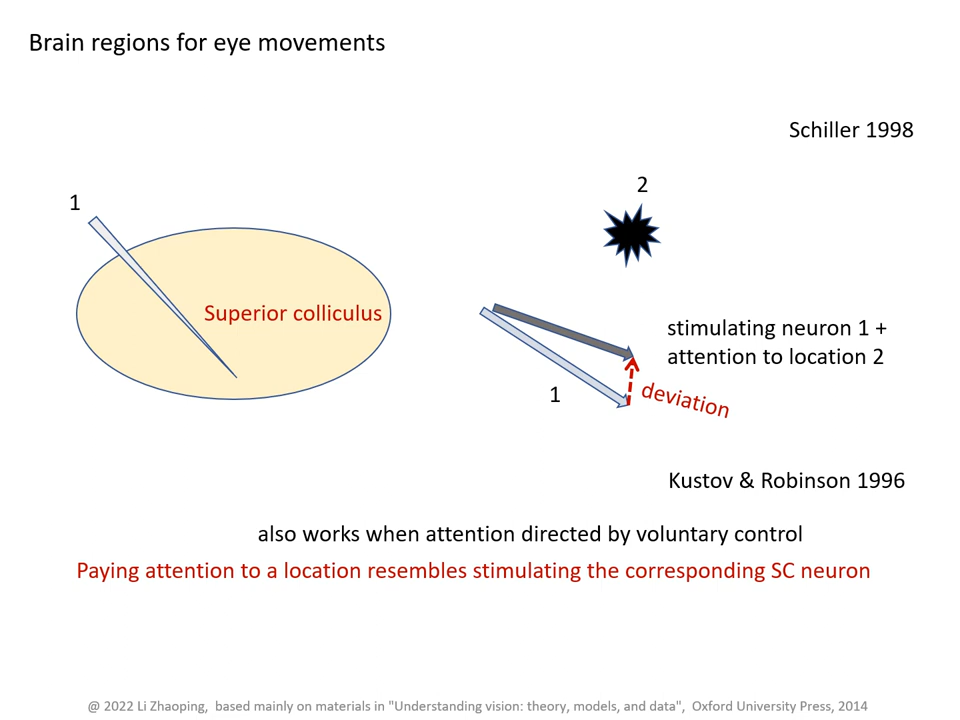 Brain regions for eye movements
Schiller 1998
1
2
Superior colliculus
stimulating neuron 1 +
attention to location 2
1
deviation
Kustov & Robinson 1996
also works when attention directed by voluntary control
Paying attention to a location resembles stimulating the corresponding SC neuron
@ 2022 Li Zhaoping, based mainly on materials in "Understanding vision: theory, models, and data", Oxford University Press, 2014